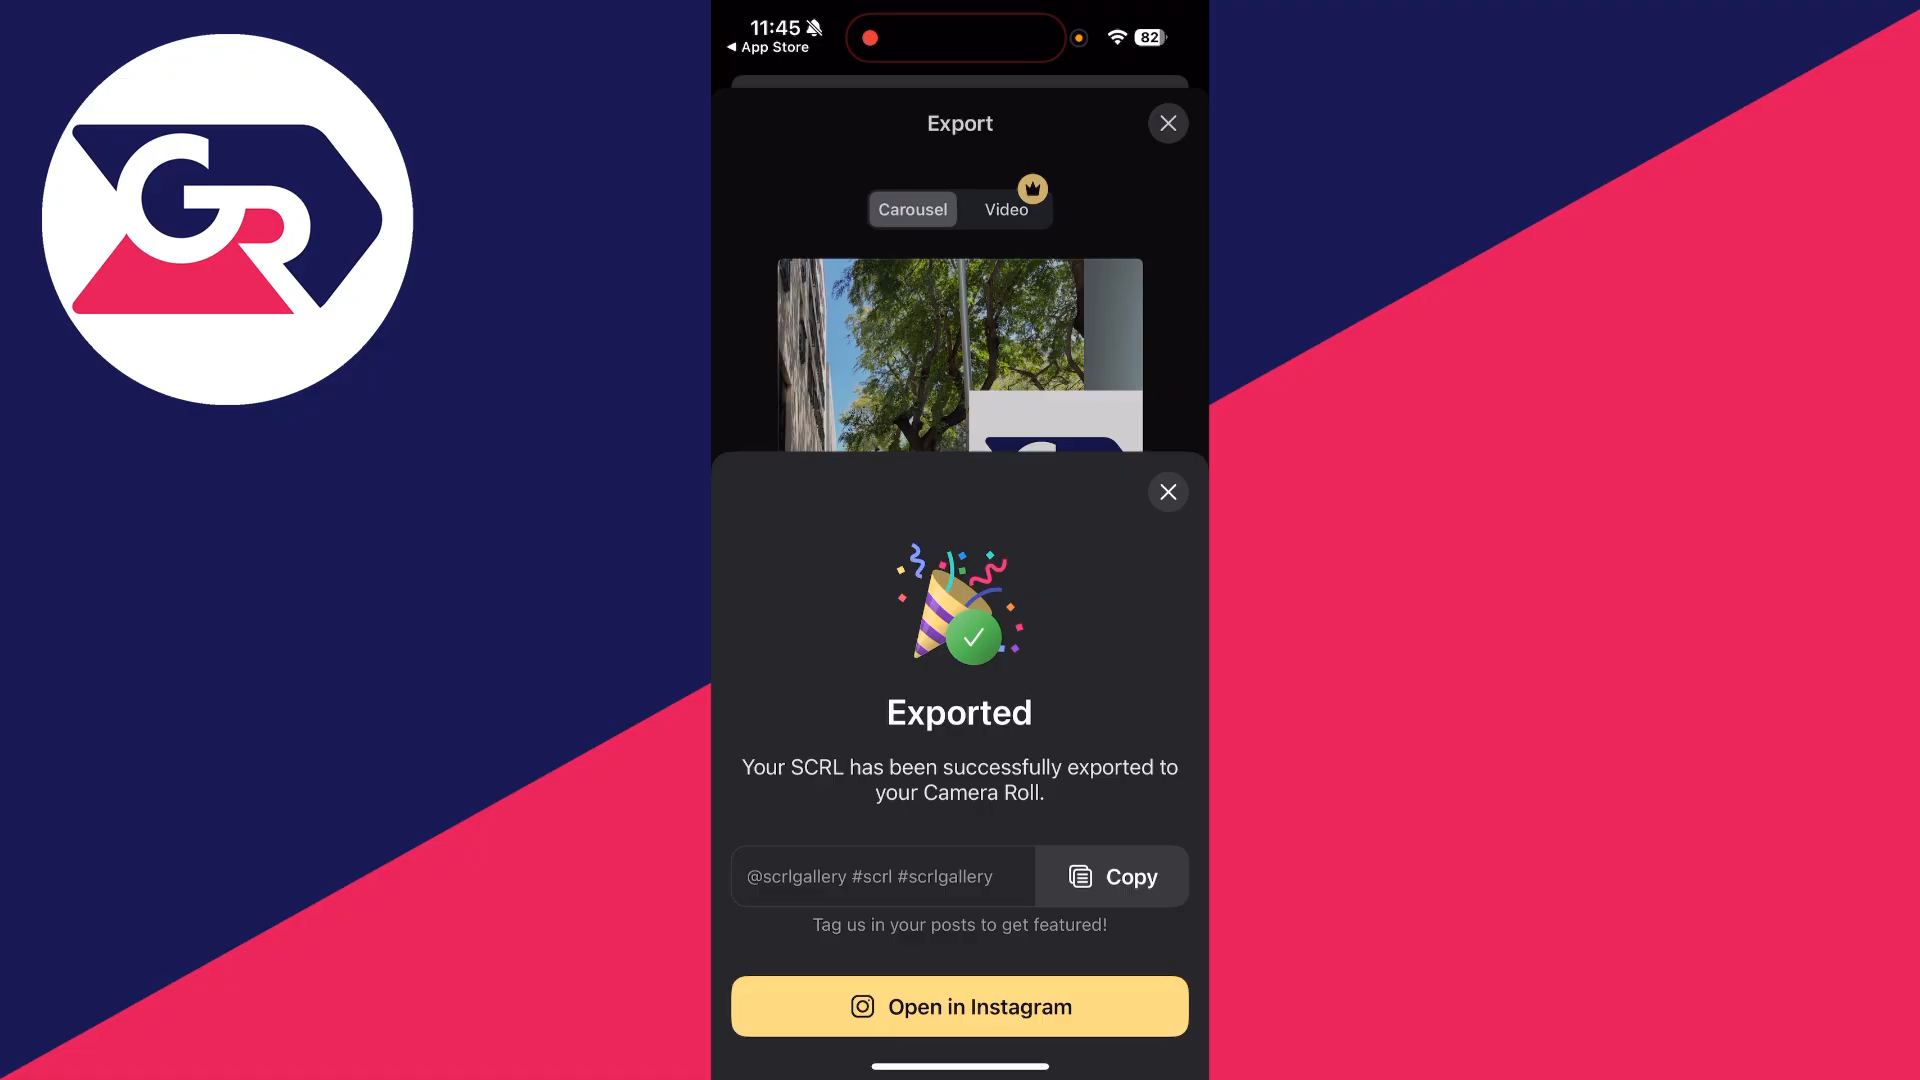 GR
11:45
82
◀ App Store
Export
Carousel
Video
Exported
Your SCRL has been successfully exported to
your Camera Roll.
@scrlgallery #scrl #scrlgallery
Copy
Tag us in your posts to get featured!
Open in Instagram